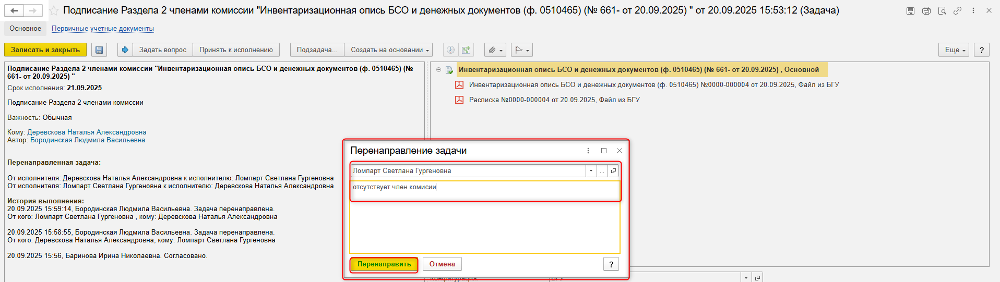 Подписание Раздела 2 членами комиссии "Инвентаризационная опись БСО и денежных документов (ф. 0510465) (№ 661- от 20.09.2025) " от 20.09.2025 15:53:12 (Задача)
Основное Первичные учетные документы
Записать и закрыть Задать вопрос Принять к исполнению Подзадача... Создать на основании Еще ?
Подписание Раздела 2 членами комиссии "Инвентаризационная опись БСО и денежных документов (ф. 0510465) (№
661- от 20.09.2025) "
Срок исполнения: 21.09.2025
Подписание Раздела 2 членами комиссии
Важность: Обычная
Кому: Деревскова Наталья Александровна
Автор: Бородинская Людмила Васильевна
Перенаправленная задача:
От исполнителя: Деревскова Наталья Александровна к исполнителю: Ломпарт Светлана Гургеновна
От исполнителя: Ломпарт Светлана Гургеновна к исполнителю: Деревскова Наталья Александровна
История выполнения:
20.09.2025 15:59:14, Бородинская Людмила Васильевна. Задача перенаправлена.
От кого: Ломпарт Светлана Гургеновна , кому: Деревскова Наталья Александровна
20.09.2025 15:58:55, Бородинская Людмила Васильевна. Задача перенаправлена.
От кого: Деревскова Наталья Александровна, кому: Ломпарт Светлана Гургеновна
20.09.2025 15:56, Баринова Ирина Николаевна. Согласовано.
Инвентаризационная опись БСО и денежных документов (ф. 0510465) (№ 661- от 20.09.2025) , Основной
Инвентаризационная опись БСО и денежных документов (ф. 0510465) №0000-000004 от 20.09.2025, Файл из БГУ
Расписка №0000-000004 от 20.09.2025, Файл из БГУ
Перенаправление задачи
Ломпарт Светлана Гургеновна ...
отсутствует член комисии
Перенаправить Отмена ?
Конфигурация: БГУ